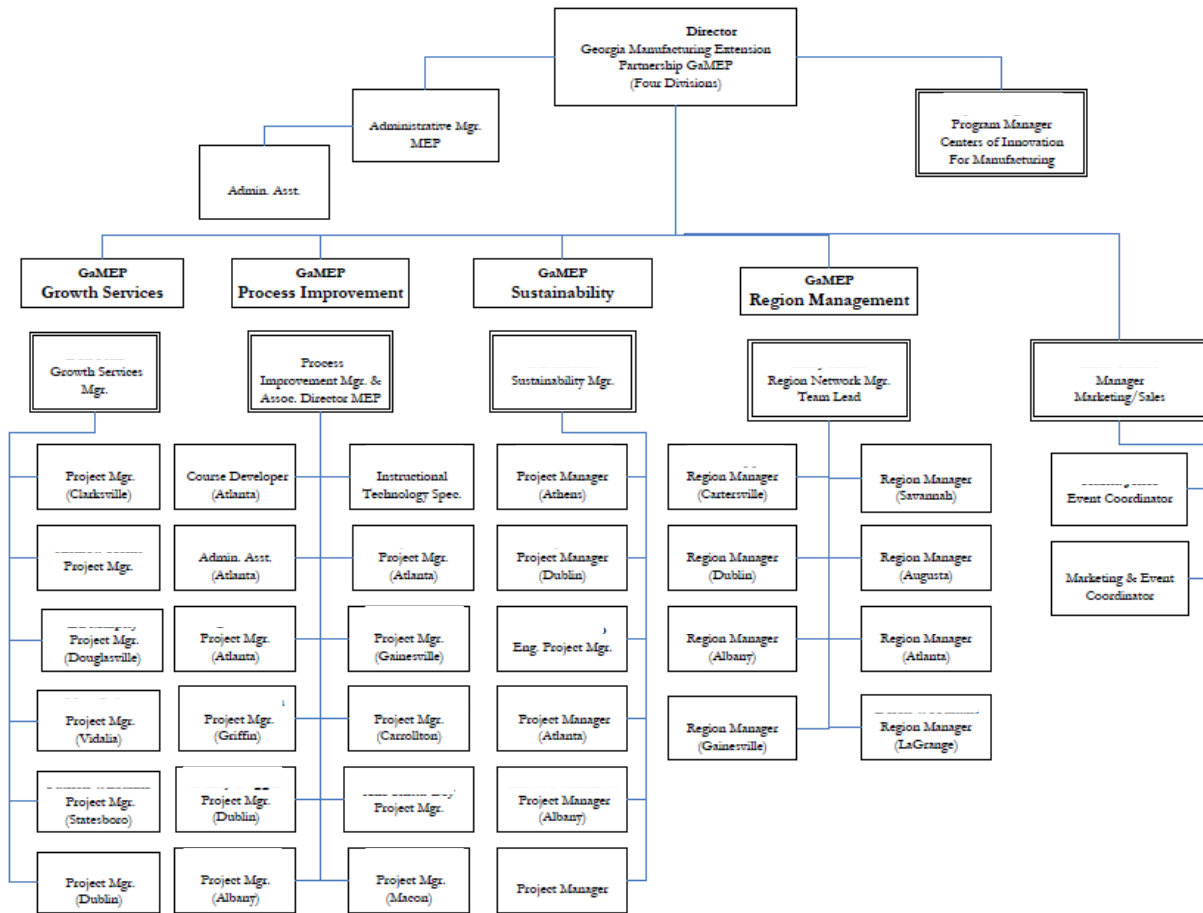 Director
Georgia Manufacturing Extension
Partnership GaMEP
(Four Divisions)
Administrative Mgr.
MEP
Program Manager
Centers of Innovation
For Manufacturing
Admin. Asst.
GaMEP
Growth Services
GaMEP
Process Improvement
GaMEP
Sustainability
GaMEP
Region Management
Growth Services
Mgr.
Process
Improvement Mgr. &
Assoc. Director MEP
Sustainability Mgr.
Region Network Mgr.
Team Lead
Manager
Marketing/Sales
Project Mgr.
(Clarksville)
Course Developer
(Atlanta)
Instructional
Technology Spec.
Project Manager
(Athens)
Region Manager
(Cartersville)
Region Manager
(Savannah)
Event Coordinator
Project Mgr.
Admin. Asst.
(Atlanta)
Project Mgr.
(Atlanta)
Project Manager
(Dublin)
Region Manager
(Dublin)
Region Manager
(Augusta)
Marketing & Event
Coordinator
Project Mgr.
(Douglasville)
Project Mgr.
(Atlanta)
Project Mgr.
(Gainesville)
Eng. Project Mgr.
Region Manager
(Albany)
Region Manager
(Atlanta)
Project Mgr.
(Vidalia)
Project Mgr.
(Griffin)
Project Mgr.
(Carrollton)
Project Manager
(Atlanta)
Region Manager
(Gainesville)
Region Manager
(LaGrange)
Project Mgr.
(Statesboro)
Project Mgr.
(Dublin)
Project Mgr.
Project Manager
(Albany)
Project Mgr.
(Dublin)
Project Mgr.
(Albany)
Project Mgr.
(Macon)
Project Manager